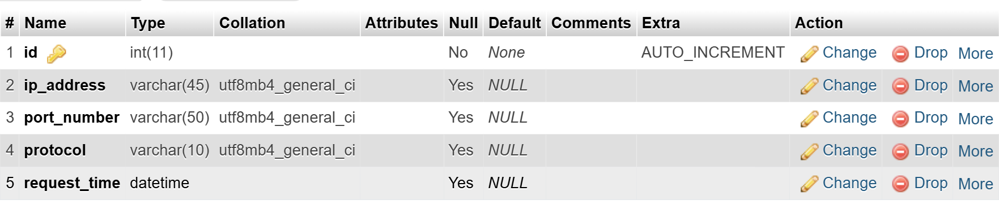 # Name Type Collation Attributes Null Default Comments Extra Action
1 id int(11) No None AUTO_INCREMENT Change Drop More
2 ip_address varchar(45) utf8mb4_general_ci Yes NULL Change Drop More
3 port_number varchar(50) utf8mb4_general_ci Yes NULL Change Drop More
4 protocol varchar(10) utf8mb4_general_ci Yes NULL Change Drop More
5 request_time datetime Yes NULL Change Drop More